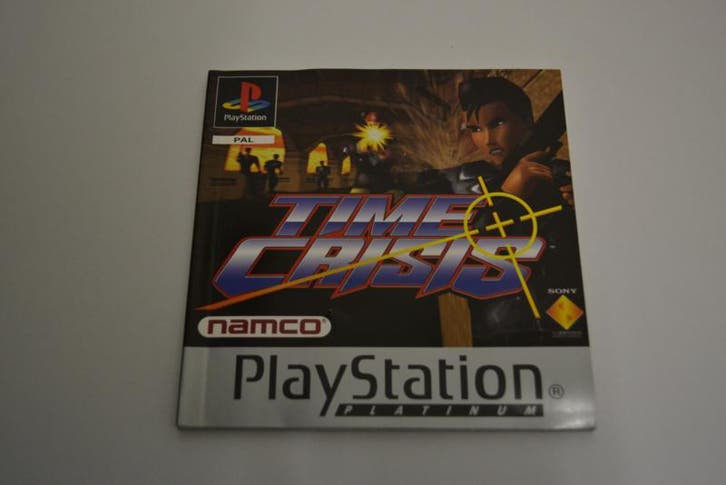 PlayStation
PAL
TIME
CRISIS
SONY
namco®
PlayStation®
PLATINUM